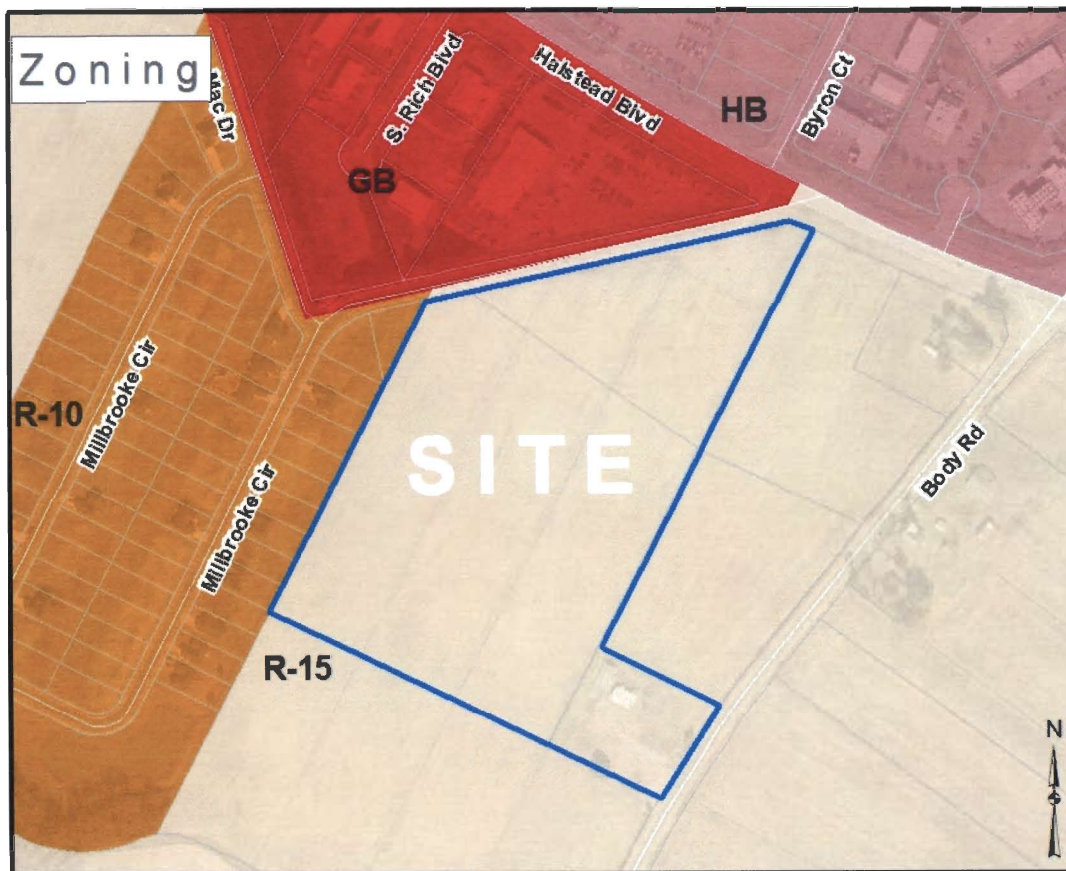 Zoning
Mac Dr
S. Rich Blvd
Halstead Blvd
HB
Byron Ct
GB
R-10
Millbrooke Cir
Millbrooke Cir
SITE
Body Rd
R-15
N